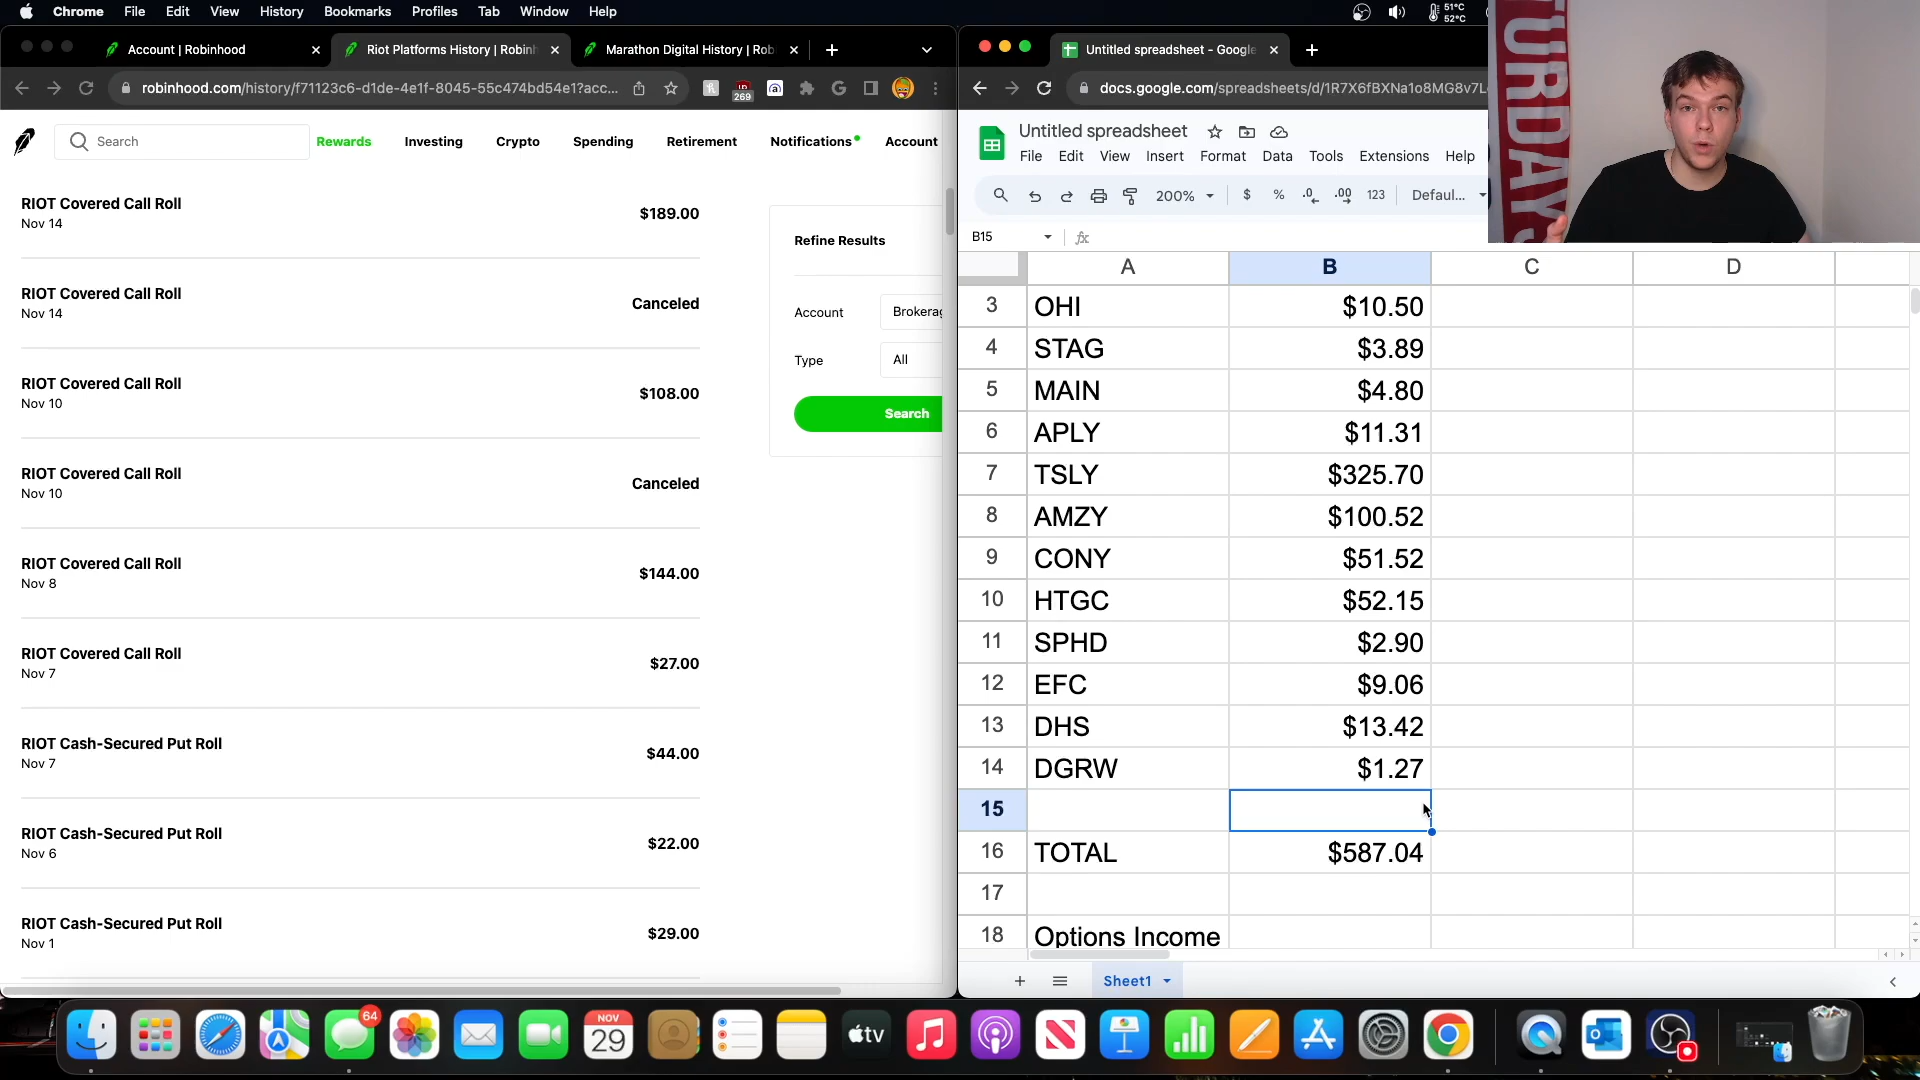 Chrome File Edit View History Bookmarks Profiles Tab Window Help
51°C
52°C
Account | Robinhood
Riot Platforms History | Robinh
Marathon Digital History | Rob
Untitled spreadsheet - Google
robinhood.com/history/f71123c6-d1de-4e1f-8045-55c474bd54e1?acc...
269
docs.google.com/spreadsheets/d/1R7X6fBXNa1o8MG8v7L
Search
Rewards Investing Crypto Spending Retirement Notifications Account
Untitled spreadsheet
File Edit View Insert Format Data Tools Extensions Help
200% $ % .0 .00 123 Defaul...
B15
fx
RIOT Covered Call Roll
Nov 14
$189.00
RIOT Covered Call Roll
Nov 14
Canceled
RIOT Covered Call Roll
Nov 10
$108.00
RIOT Covered Call Roll
Nov 10
Canceled
RIOT Covered Call Roll
Nov 8
$144.00
RIOT Covered Call Roll
Nov 7
$27.00
RIOT Cash-Secured Put Roll
Nov 7
$44.00
RIOT Cash-Secured Put Roll
Nov 6
$22.00
RIOT Cash-Secured Put Roll
Nov 1
$29.00
Refine Results
Account Brokerag
Type All
Search
A B C D
3 OHI $10.50
4 STAG $3.89
5 MAIN $4.80
6 APLY $11.31
7 TSLY $325.70
8 AMZY $100.52
9 CONY $51.52
10 HTGC $52.15
11 SPHD $2.90
12 EFC $9.06
13 DHS $13.42
14 DGRW $1.27
15
16 TOTAL $587.04
17
18 Options Income
Sheet1
TURDAYS
64
NOV
29
tv